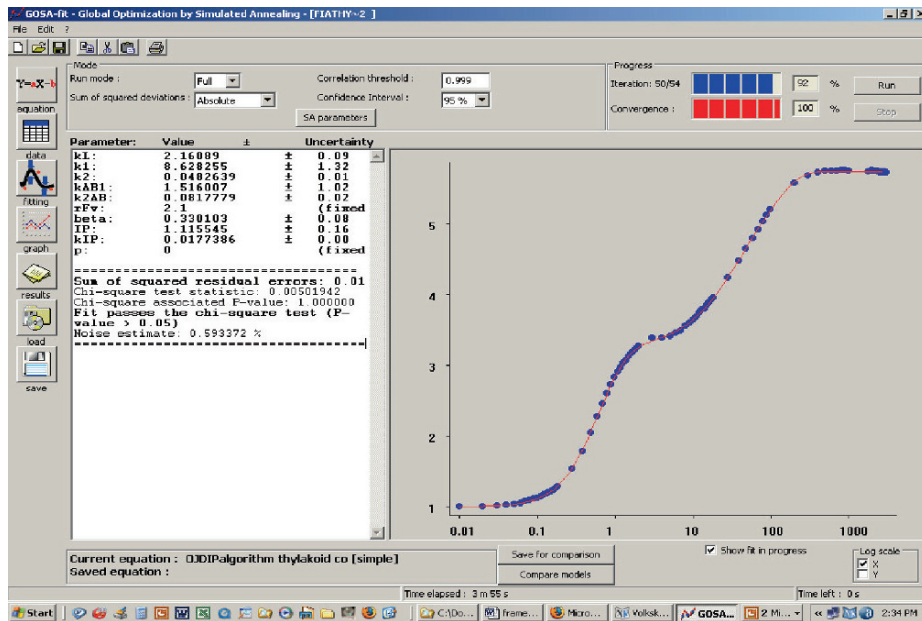 GOSA-fit - Global Optimization by Simulated Annealing - [FIATHY~2 ]
File Edit ?
Mode
Run mode : Full
Correlation threshold : 0.999
Sum of squared deviations : Absolute
Confidence Interval : 95 %
SA parameters
Progress
Iteration: 50/54 92 % Run
Convergence : 100 % Stop
Y=aX-b
equation
data
fitting
graph
results
load
save
Parameter: Value ± Uncertainty
kL: 2.16089 ± 0.09
k1: 8.628255 ± 1.32
k2: 0.0482639 ± 0.01
kAB1: 1.516007 ± 1.02
k2AB: 0.0817779 ± 0.02
rFv: 2.1 (fixed
beta: 0.330103 ± 0.08
IP: 1.115545 ± 0.16
kIP: 0.0177386 ± 0.00
p: 0 (fixed
====================================
Sum of squared residual errors: 0.01
Chi-square test statistic: 0.00501942
Chi-square associated P-value: 1.000000
Fit passes the chi-square test (P-
value > 0.05)
Noise estimate: 0.593372 %
====================================
5
4
3
2
1
0.01 0.1 1 10 100 1000
Current equation : OJDIPalgorithm thylakoid co [simple]
Saved equation :
Save for comparison
Compare models
Show fit in progress
Log scale
X
Y
Time elapsed : 3 m 55 s
Time left : 0 s
Start
C:\Do...
frame...
Micro...
Volksk...
GOSA...
2 Mi...
2:34 PM